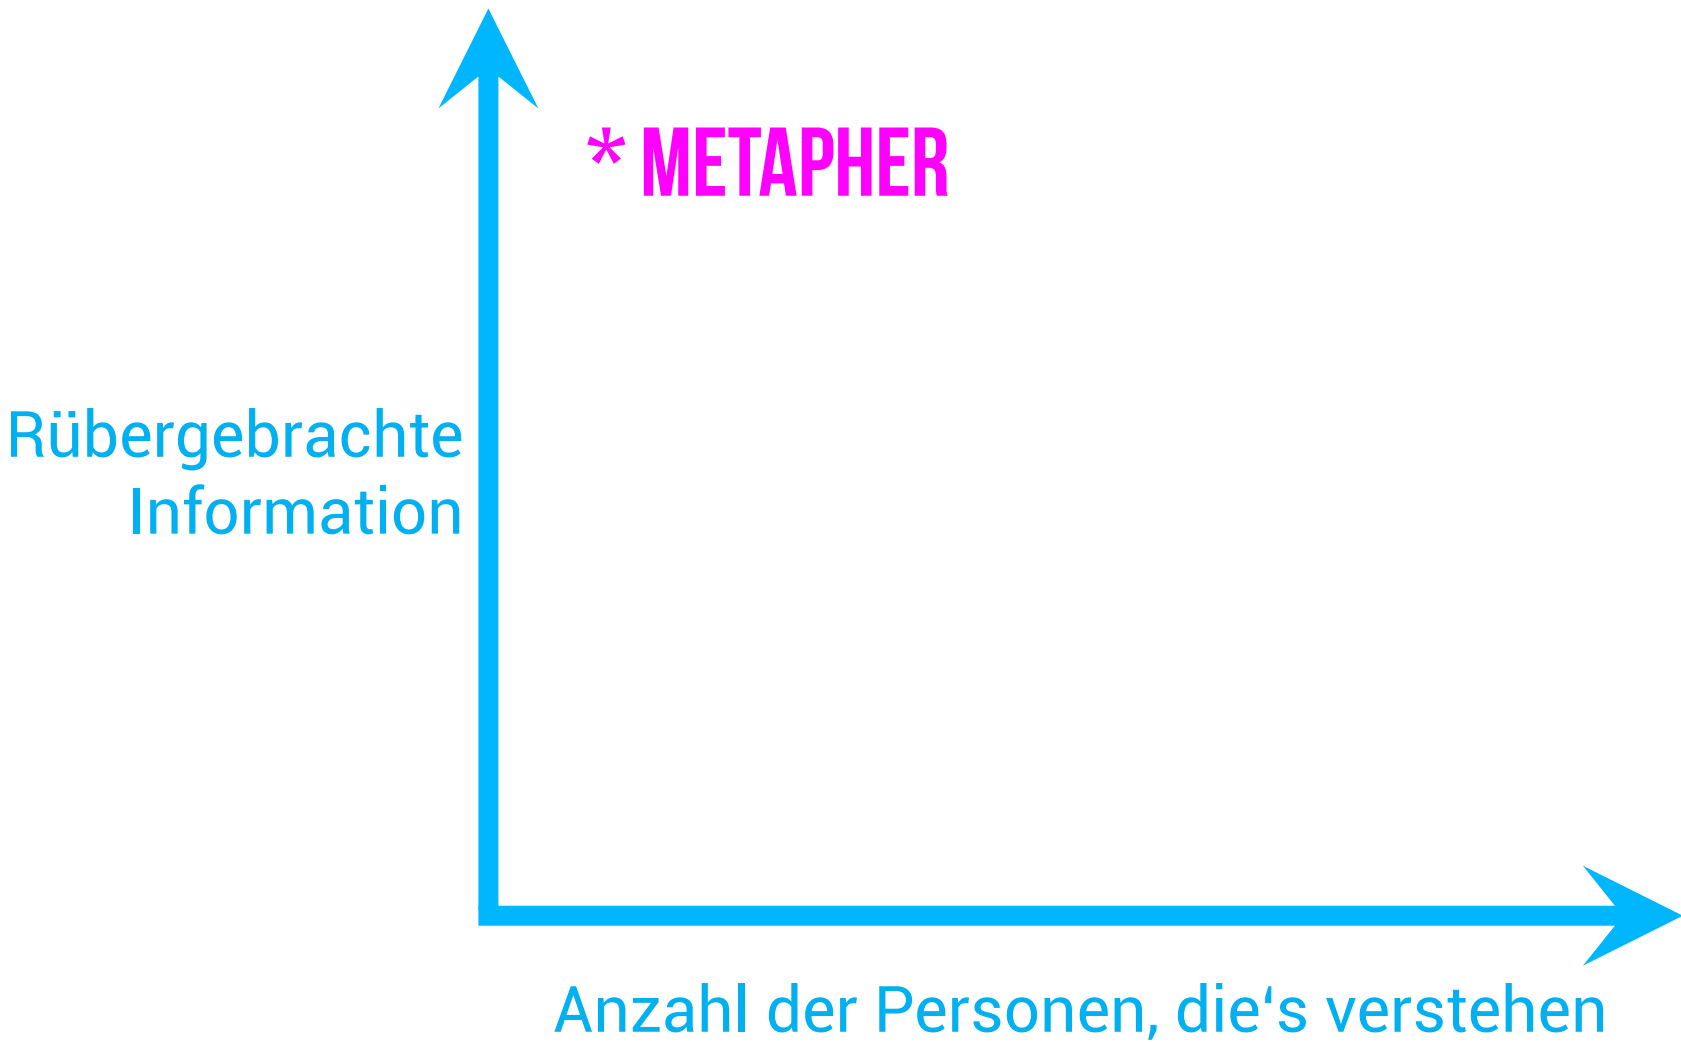 * METAPHER
Rübergebrachte
Information
Anzahl der Personen, die‘s verstehen